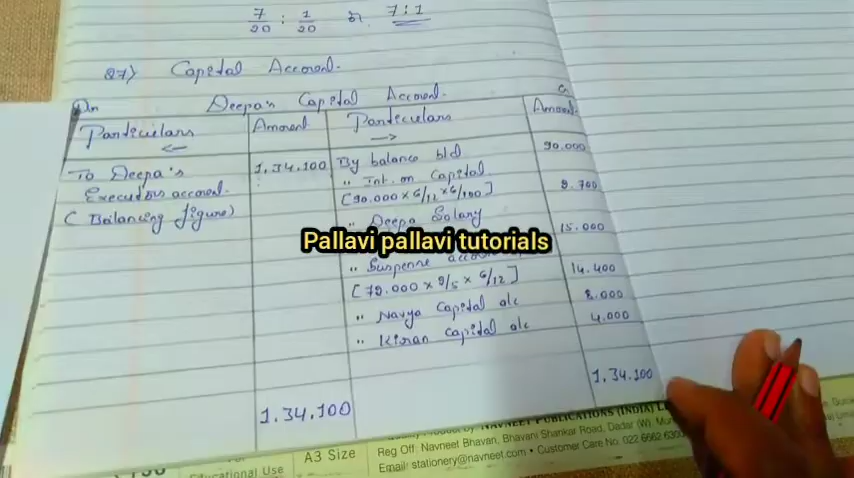 7/20 : 1/20 or 7:1
27) Capital Account.
Dr Deepa's Capital Account. Cr
Particulars Amount Particulars Amount
To Deepa's 1,34,100 By balance b/d 90.000
Executors account. " Int. on capital.
( Balancing figure) [90.000 x 6/12 x 6/100] 2.700
" Deepa Salary 15.000
Pallavi pallavi tutorials
" Suspense
[72.000 x 2/5 x 6/12] 14.400
" Navya Capital a/c 8.000
" Kiran capital a/c 4.000
1.34.100 1.34.100
NAVNEET PUBLICATIONS (INDIA) L
Educational Use A3 Size Reg Off: Navneet Bhavan, Bhavani Shankar Road, Dadar (W), Mum
Email: stationery@navneet.com • Customer Care No. 022 6662 6300